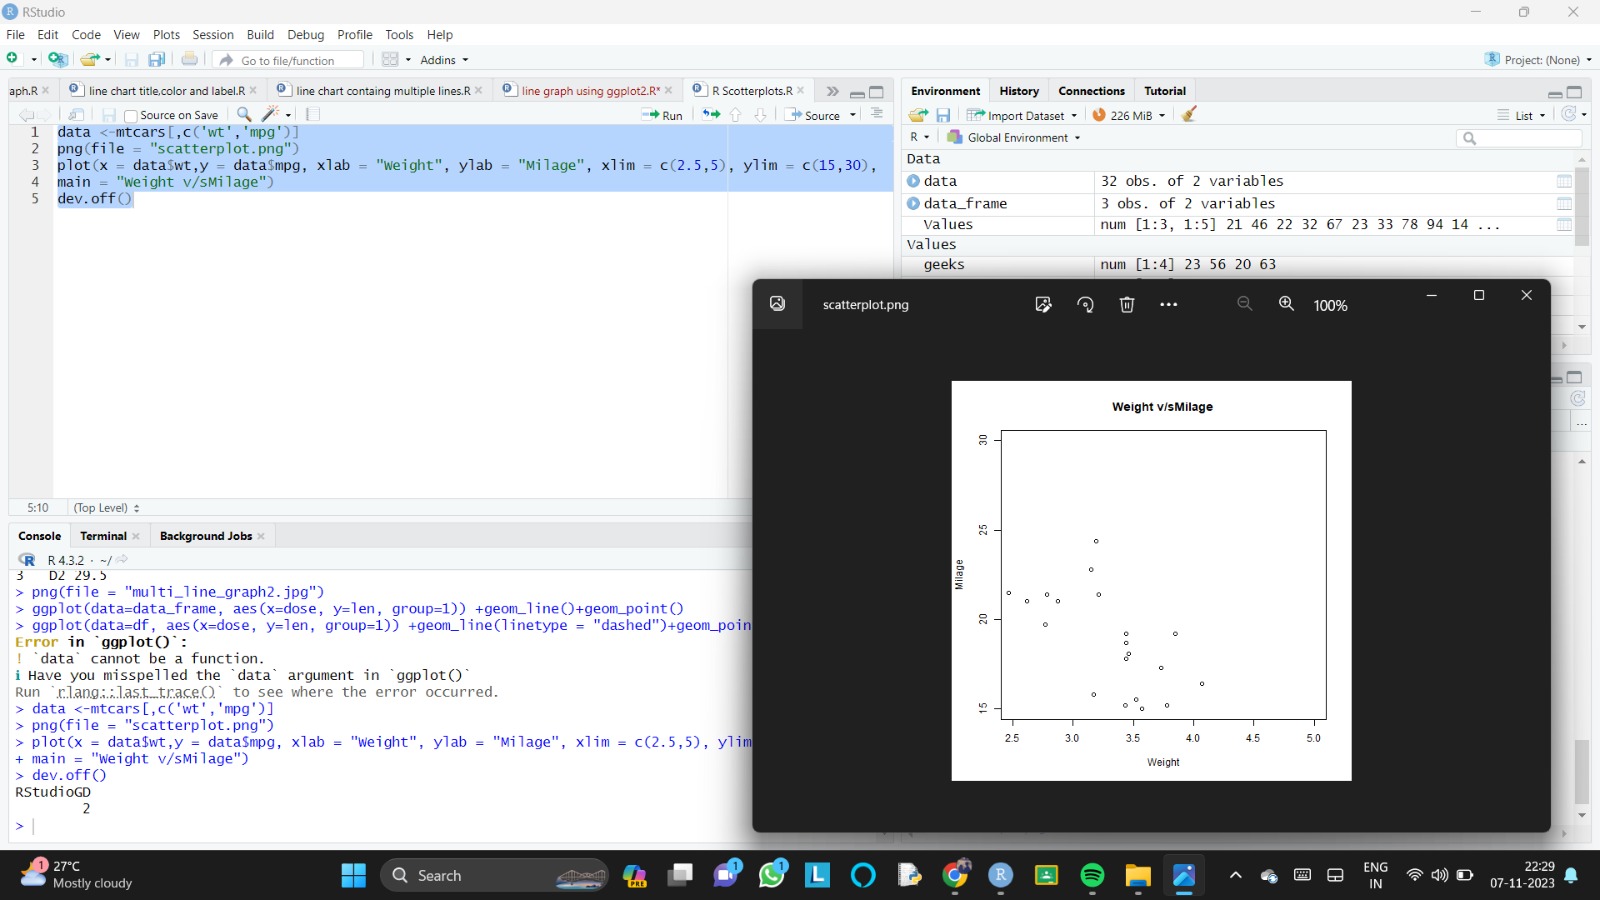 RStudio
File Edit Code View Plots Session Build Debug Profile Tools Help
Go to file/function Addins Project: (None)
aph.R line chart title,color and label.R line chart containg multiple lines.R line graph using ggplot2.R* R Scotterplots.R
Source on Save Run Source
1 data <-mtcars[,c('wt','mpg')]
2 png(file = "scatterplot.png")
3 plot(x = data$wt,y = data$mpg, xlab = "Weight", ylab = "Milage", xlim = c(2.5,5), ylim = c(15,30),
4 main = "Weight v/sMilage")
5 dev.off()
5:10 (Top Level)
Console Terminal Background Jobs
R 4.3.2 · ~/
3 D2 29.5
> png(file = "multi_line_graph2.jpg")
> ggplot(data=data_frame, aes(x=dose, y=len, group=1)) +geom_line()+geom_point()
> ggplot(data=df, aes(x=dose, y=len, group=1)) +geom_line(linetype = "dashed")+geom_poin
Error in `ggplot()`:
! `data` cannot be a function.
i Have you misspelled the `data` argument in `ggplot()`
Run `rlang::last_trace()` to see where the error occurred.
> data <-mtcars[,c('wt','mpg')]
> png(file = "scatterplot.png")
> plot(x = data$wt,y = data$mpg, xlab = "Weight", ylab = "Milage", xlim = c(2.5,5), ylim
+ main = "Weight v/sMilage")
> dev.off()
RStudioGD
2
>
Environment History Connections Tutorial
Import Dataset 226 MiB List
R Global Environment
Data
data 32 obs. of 2 variables
data_frame 3 obs. of 2 variables
Values num [1:3, 1:5] 21 46 22 32 67 23 33 78 94 14 ...
Values
geeks num [1:4] 23 56 20 63
scatterplot.png 100%
Weight v/sMilage
30
25
20
15
Milage
2.5 3.0 3.5 4.0 4.5 5.0
Weight
1 27°C
Mostly cloudy
Search
PRE
1
1
L
R
ENG
IN
22:29
07-11-2023